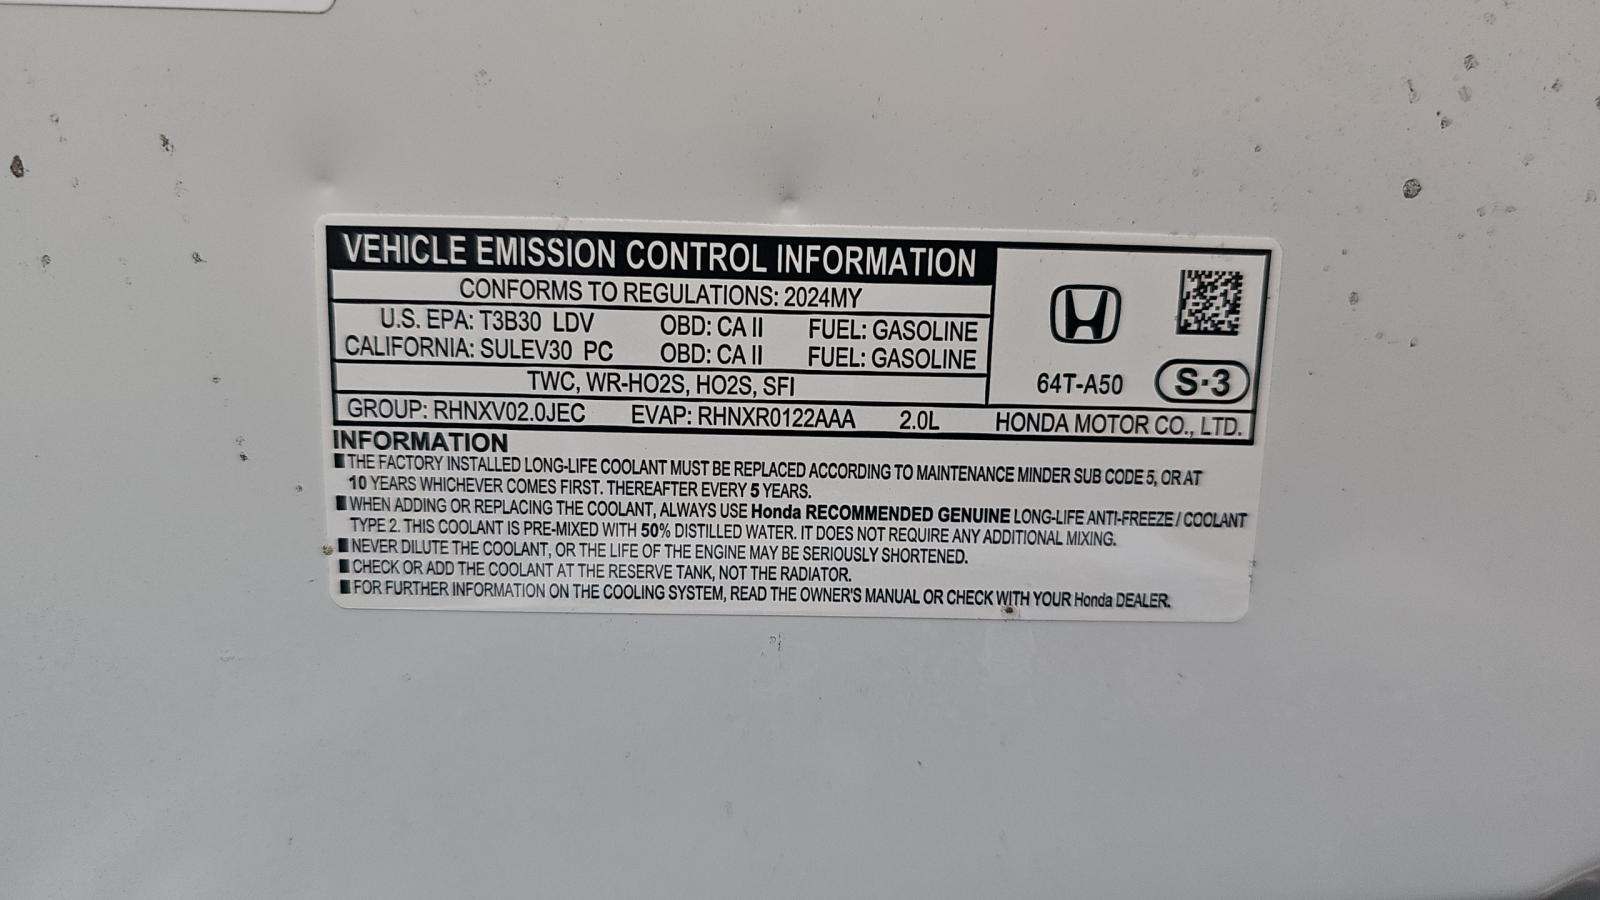 VEHICLE EMISSION CONTROL INFORMATION
CONFORMS TO REGULATIONS: 2024MY
U.S. EPA: T3B30 LDV OBD: CA II FUEL: GASOLINE
CALIFORNIA: SULEV30 PC OBD: CA II FUEL: GASOLINE
TWC, WR-HO2S, HO2S, SFI
64T-A50 S-3
GROUP: RHNXV02.0JEC EVAP: RHNXR0122AAA 2.0L HONDA MOTOR CO., LTD.
INFORMATION
THE FACTORY INSTALLED LONG-LIFE COOLANT MUST BE REPLACED ACCORDING TO MAINTENANCE MINDER SUB CODE 5, OR AT
10 YEARS WHICHEVER COMES FIRST. THEREAFTER EVERY 5 YEARS.
WHEN ADDING OR REPLACING THE COOLANT, ALWAYS USE Honda RECOMMENDED GENUINE LONG-LIFE ANTI-FREEZE / COOLANT
TYPE 2. THIS COOLANT IS PRE-MIXED WITH 50% DISTILLED WATER. IT DOES NOT REQUIRE ANY ADDITIONAL MIXING.
NEVER DILUTE THE COOLANT, OR THE LIFE OF THE ENGINE MAY BE SERIOUSLY SHORTENED.
CHECK OR ADD THE COOLANT AT THE RESERVE TANK, NOT THE RADIATOR.
FOR FURTHER INFORMATION ON THE COOLING SYSTEM, READ THE OWNER'S MANUAL OR CHECK WITH YOUR Honda DEALER.